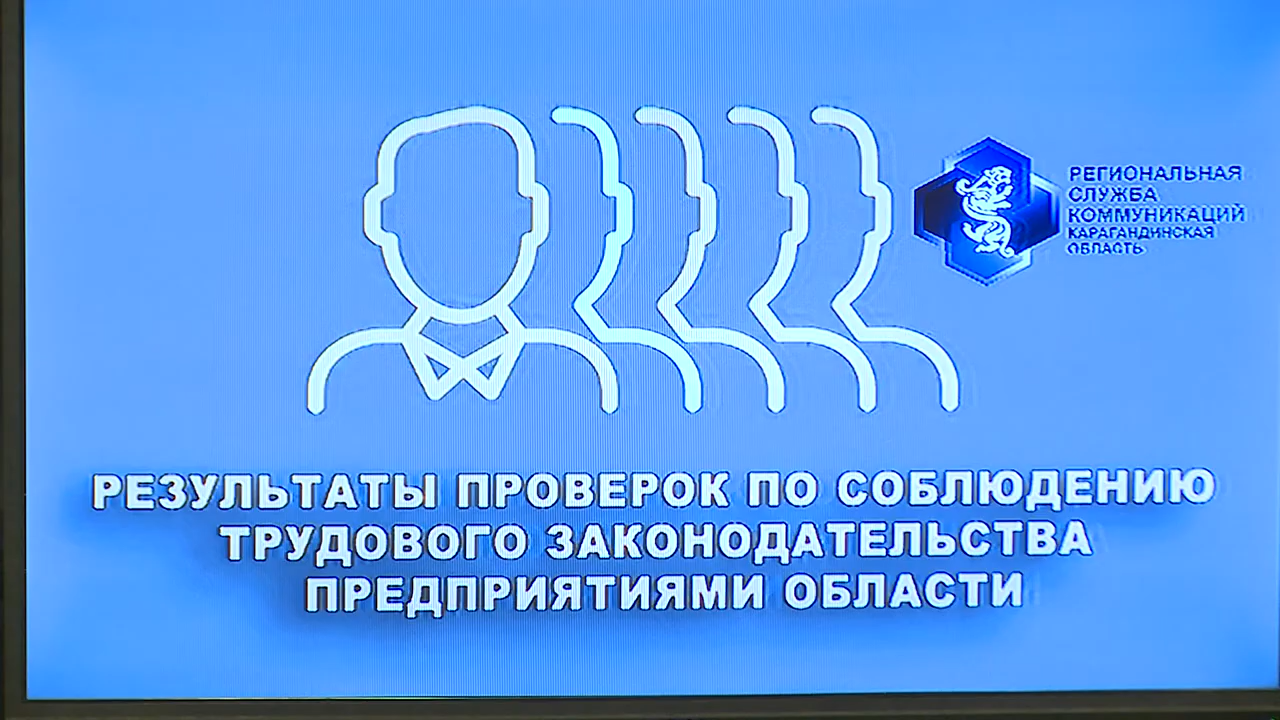 РЕГИОНАЛЬНАЯ
СЛУЖБА
КОММУНИКАЦИЙ
КАРАГАНДИНСКАЯ
ОБЛАСТЬ
РЕЗУЛЬТАТЫ ПРОВЕРОК ПО СОБЛЮДЕНИЮ
ТРУДОВОГО ЗАКОНОДАТЕЛЬСТВА
ПРЕДПРИЯТИЯМИ ОБЛАСТИ